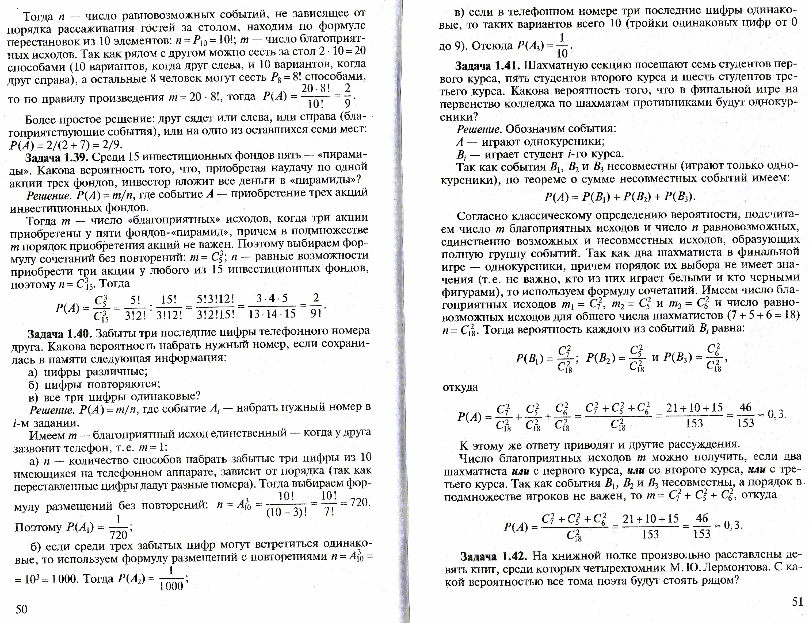 Тогда n — число равновозможных событий, не зависящее от
порядка рассаживания гостей за столом, находим по формуле
перестановок из 10 элементов: n = P₁₀ = 10!; m — число благоприят-
ных исходов. Так как рядом с другом можно сесть за стол 2 · 10 = 20
способами (10 вариантов, когда друг слева, и 10 вариантов, когда
друг справа), а остальные 8 человек могут сесть P₈ = 8! способами,
то по правилу произведения m = 20 · 8!, тогда P(A) = 20 · 8!/10! = 2/9.
Более простое решение: друг сядет или слева, или справа (бла-
гоприятствующие события), или на одно из оставшихся семи мест:
P(A) = 2/(2 + 7) = 2/9.
Задача 1.39. Среди 15 инвестиционных фондов пять — «пирами-
ды». Какова вероятность того, что, приобретая наудачу по одной
акции трех фондов, инвестор вложит все деньги в «пирамиды»?
Решение. P(A) = m/n, где событие A — приобретение трех акций
инвестиционных фондов.
Тогда m — число «благоприятных» исходов, когда три акции
приобретены у пяти фондов-«пирамид», причем в подмножестве
m порядок приобретения акций не важен. Поэтому выбираем фор-
мулу сочетаний без повторений: m = C₅³; n — равные возможности
приобрести три акции у любого из 15 инвестиционных фондов,
поэтому n = C₁₅³. Тогда
P(A) = C₅³/C₁₅³ = 5!/3!2! : 15!/3!12! = 5!3!12!/3!2!15! = 3·4·5/13·14·15 = 2/91.
Задача 1.40. Забыты три последние цифры телефонного номера
друга. Какова вероятность набрать нужный номер, если сохрани-
лась в памяти следующая информация:
а) цифры различные;
б) цифры повторяются;
в) все три цифры одинаковые?
Решение. P(A) = m/n, где событие Aᵢ — набрать нужный номер в
i-м задании.
Имеем m — благоприятный исход единственный — когда у друга
зазвонит телефон, т.е. m = 1;
а) n — количество способов набрать забытые три цифры из 10
имеющихся на телефонном аппарате, зависит от порядка (так как
переставленные цифры дадут разные номера). Тогда выбираем фор-
мулу размещений без повторений: n = A₁₀³ = 10!/(10 – 3)! = 10!/7! = 720.
Поэтому P(A₁) = 1/720;
б) если среди трех забытых цифр могут встретиться одинако-
вые, то используем формулу размещений с повторениями n = A₁₀³ =
= 10³ = 1000. Тогда P(A₂) = 1/1000;
50
в) если в телефонном номере три последние цифры одинако-
вые, то таких вариантов всего 10 (тройки одинаковых цифр от 0
до 9). Отсюда P(A₃) = 1/10.
Задача 1.41. Шахматную секцию посещают семь студентов пер-
вого курса, пять студентов второго курса и шесть студентов тре-
тьего курса. Какова вероятность того, что в финальной игре на
первенство колледжа по шахматам противниками будут однокур-
сники?
Решение. Обозначим события:
A — играют однокурсники;
Bᵢ — играет студент i-го курса.
Так как события B₁, B₂ и B₃ несовместны (играют только одно-
курсники), по теореме о сумме несовместных событий имеем:
P(A) = P(B₁) + P(B₂) + P(B₃).
Согласно классическому определению вероятности, подсчита-
ем число m благоприятных исходов и число n равновозможных,
единственно возможных и несовместных исходов, образующих
полную группу событий. Так как два шахматиста в финальной
игре — однокурсники, причем порядок их выбора не имеет зна-
чения (т.е. не важно, кто из них играет белыми и кто черными
фигурами), то используем формулу сочетаний. Имеем число бла-
гоприятных исходов m₁ = C₇², m₂ = C₅² и m₃ = C₆² и число равно-
возможных исходов для общего числа шахматистов (7 + 5 + 6 = 18)
n = C₁₈². Тогда вероятность каждого из событий Bᵢ равна:
P(B₁) = C₇²/C₁₈²; P(B₂) = C₅²/C₁₈² и P(B₃) = C₆²/C₁₈²,
откуда
P(A) = C₇²/C₁₈² + C₅²/C₁₈² + C₆²/C₁₈² = C₇² + C₅² + C₆²/C₁₈² = 21 + 10 + 15/153 = 46/153 ~ 0,3.
К этому же ответу приводят и другие рассуждения.
Число благоприятных исходов m можно получить, если два
шахматиста или с первого курса, или со второго курса, или с тре-
тьего курса. Так как события B₁, B₂ и B₃ несовместны, а порядок в
подмножестве игроков не важен, то m = C₇² + C₅² + C₆², откуда
P(A) = C₇² + C₅² + C₆²/C₁₈² = 21 + 10 + 15/153 = 46/153 ~ 0,3.
Задача 1.42. На книжной полке произвольно расставлены де-
вять книг, среди которых четырехтомник М. Ю. Лермонтова. С ка-
кой вероятностью все тома поэта будут стоять рядом?
51